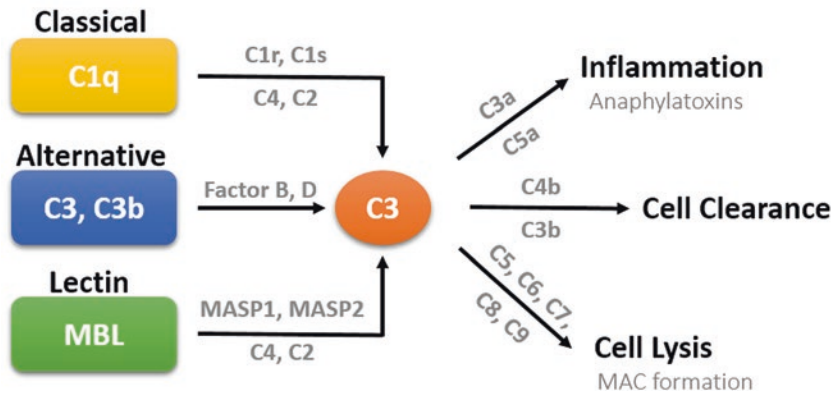 Classical
C1q
C1r, C1s
C4, C2
Alternative
C3, C3b
Factor B, D
Lectin
MBL
MASP1, MASP2
C4, C2
C3
C3a
C5a
Inflammation
Anaphylatoxins
C4b
C3b
Cell Clearance
C5, C6, C7,
C8, C9
Cell Lysis
MAC formation